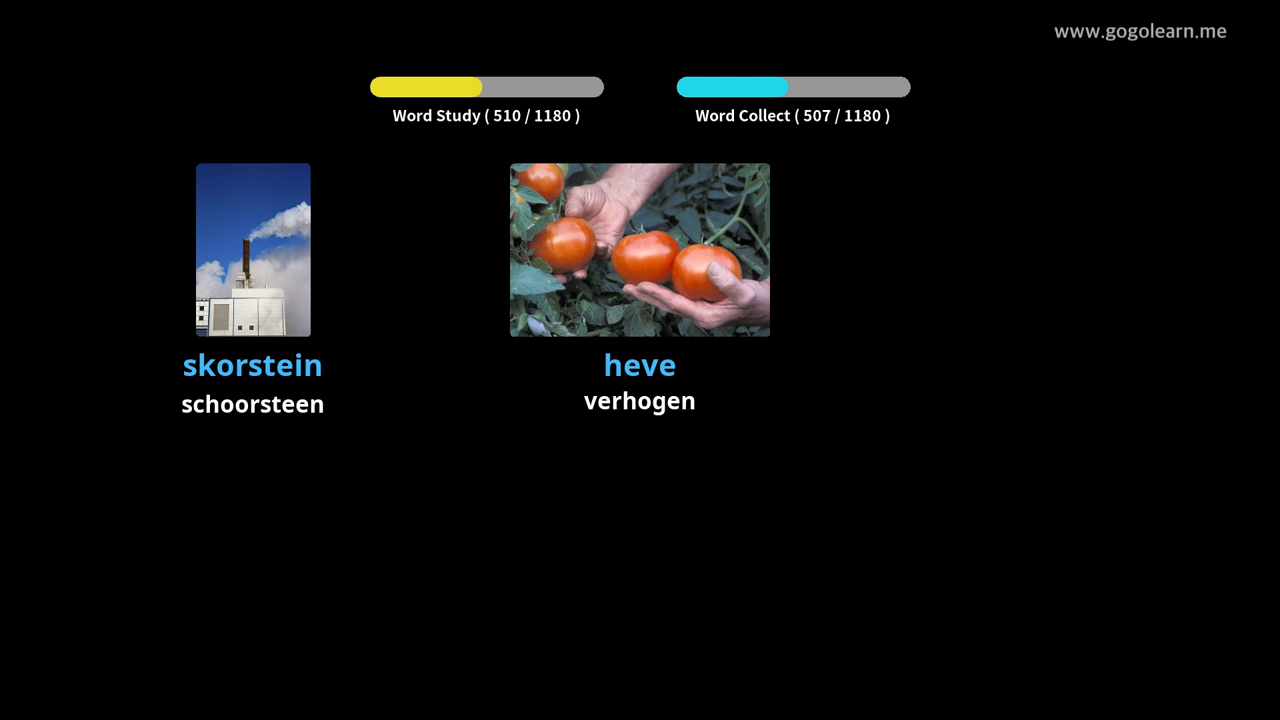 www.gogolearn.me
Word Study ( 510 / 1180 )
Word Collect ( 507 / 1180 )
skorstein
schoorsteen
heve
verhogen